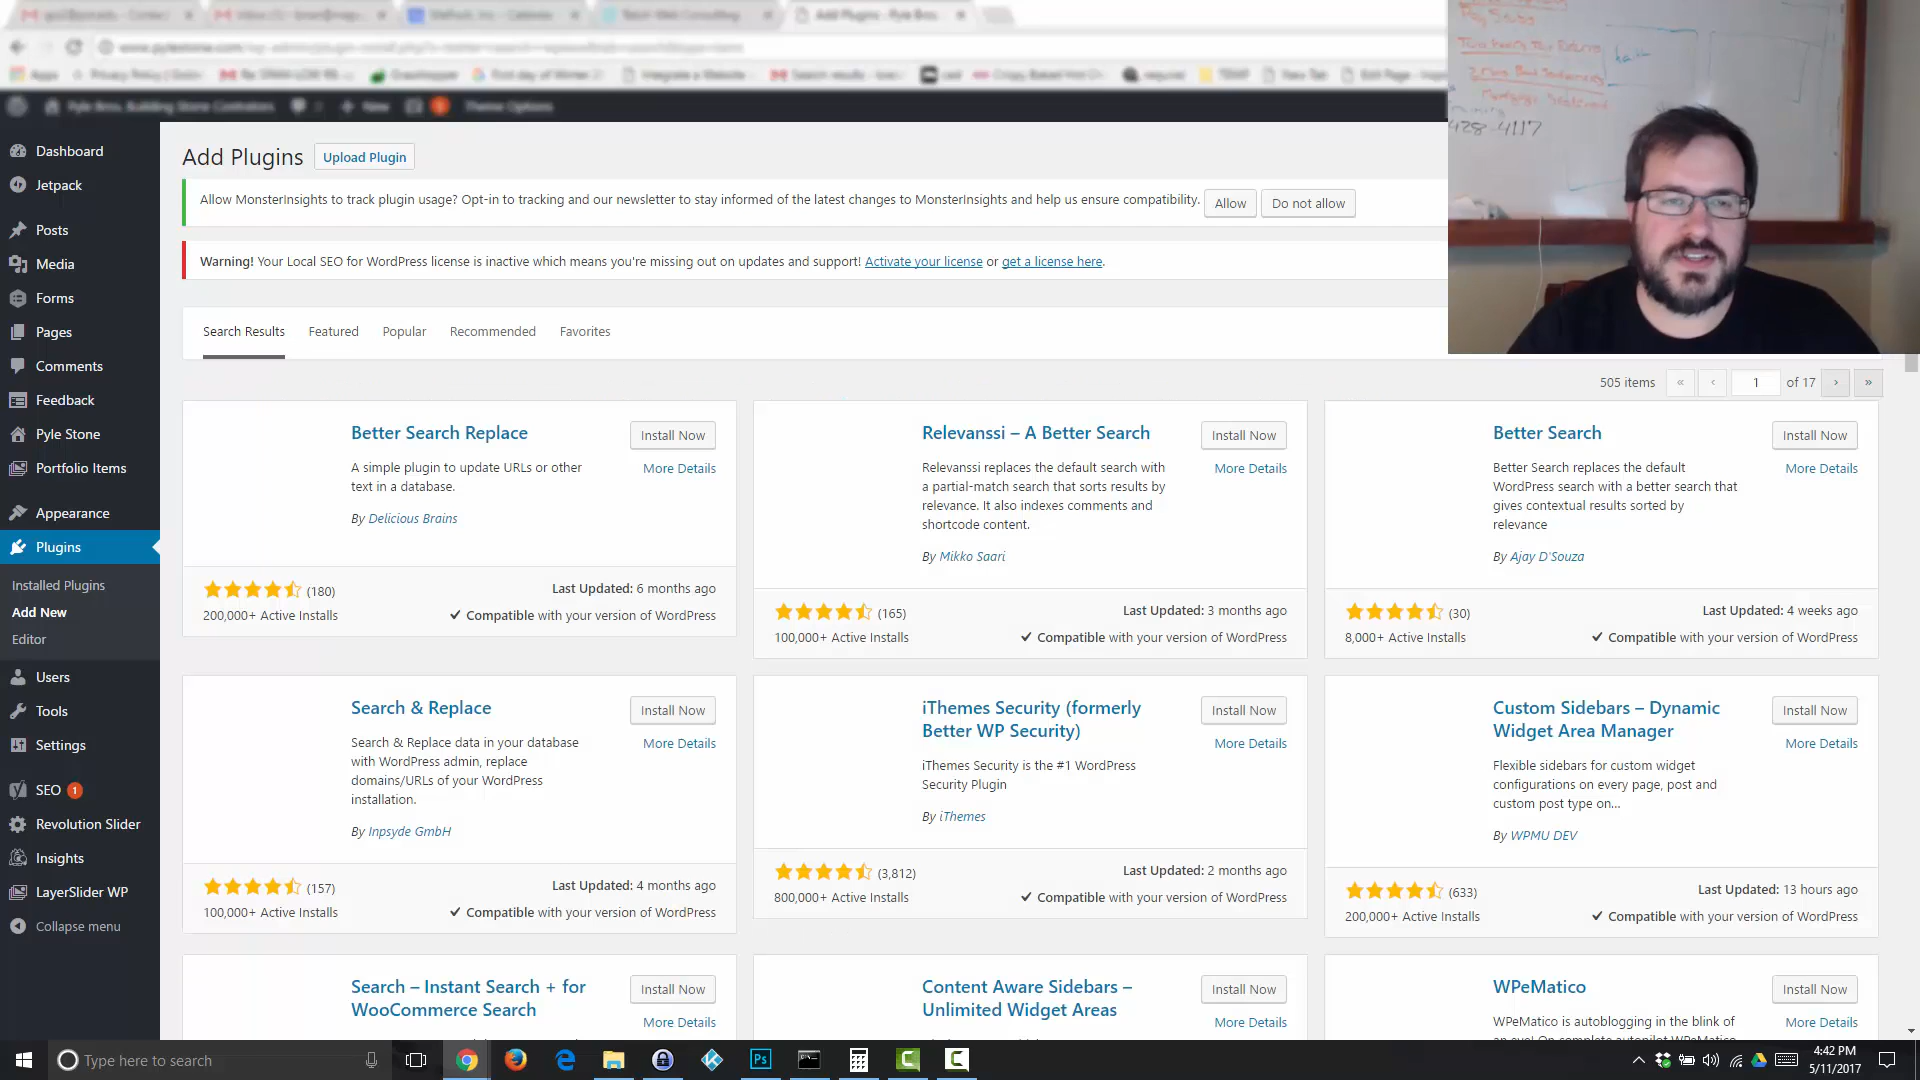 Add Plugins - Pyle Bros.
Apps
New Tab
TEMP
Pyle Bros. Building Stone Contractors
New
Theme Options
428-4117
Dashboard
Jetpack
Posts
Media
Forms
Pages
Comments
Feedback
Pyle Stone
Portfolio Items
Appearance
Plugins
Installed Plugins
Add New
Editor
Users
Tools
Settings
SEO 1
Revolution Slider
Insights
LayerSlider WP
Collapse menu
Add Plugins Upload Plugin
Allow MonsterInsights to track plugin usage? Opt-in to tracking and our newsletter to stay informed of the latest changes to MonsterInsights and help us ensure compatibility. Allow Do not allow
Warning! Your Local SEO for WordPress license is inactive which means you're missing out on updates and support! Activate your license or get a license here.
Search Results Featured Popular Recommended Favorites
505 items « ‹ 1 of 17 › »
Better Search Replace
Install Now
More Details
A simple plugin to update URLs or other
text in a database.
By Delicious Brains
(180)
Last Updated: 6 months ago
200,000+ Active Installs
Compatible with your version of WordPress
Relevanssi – A Better Search
Install Now
More Details
Relevanssi replaces the default search with
a partial-match search that sorts results by
relevance. It also indexes comments and
shortcode content.
By Mikko Saari
(165)
Last Updated: 3 months ago
100,000+ Active Installs
Compatible with your version of WordPress
Better Search
Install Now
More Details
Better Search replaces the default
WordPress search with a better search that
gives contextual results sorted by
relevance
By Ajay D'Souza
(30)
Last Updated: 4 weeks ago
8,000+ Active Installs
Compatible with your version of WordPress
Search & Replace
Install Now
More Details
Search & Replace data in your database
with WordPress admin, replace
domains/URLs of your WordPress
installation.
By Inpsyde GmbH
(157)
Last Updated: 4 months ago
100,000+ Active Installs
Compatible with your version of WordPress
iThemes Security (formerly
Better WP Security)
Install Now
More Details
iThemes Security is the #1 WordPress
Security Plugin
By iThemes
(3,812)
Last Updated: 2 months ago
800,000+ Active Installs
Compatible with your version of WordPress
Custom Sidebars – Dynamic
Widget Area Manager
Install Now
More Details
Flexible sidebars for custom widget
configurations on every page, post and
custom post type on...
By WPMU DEV
(633)
Last Updated: 13 hours ago
200,000+ Active Installs
Compatible with your version of WordPress
Search – Instant Search + for
WooCommerce Search
Install Now
More Details
Content Aware Sidebars –
Unlimited Widget Areas
Install Now
More Details
WPeMatico
Install Now
More Details
WPeMatico is autoblogging in the blink of
Type here to search
Ps
4:42 PM
5/11/2017